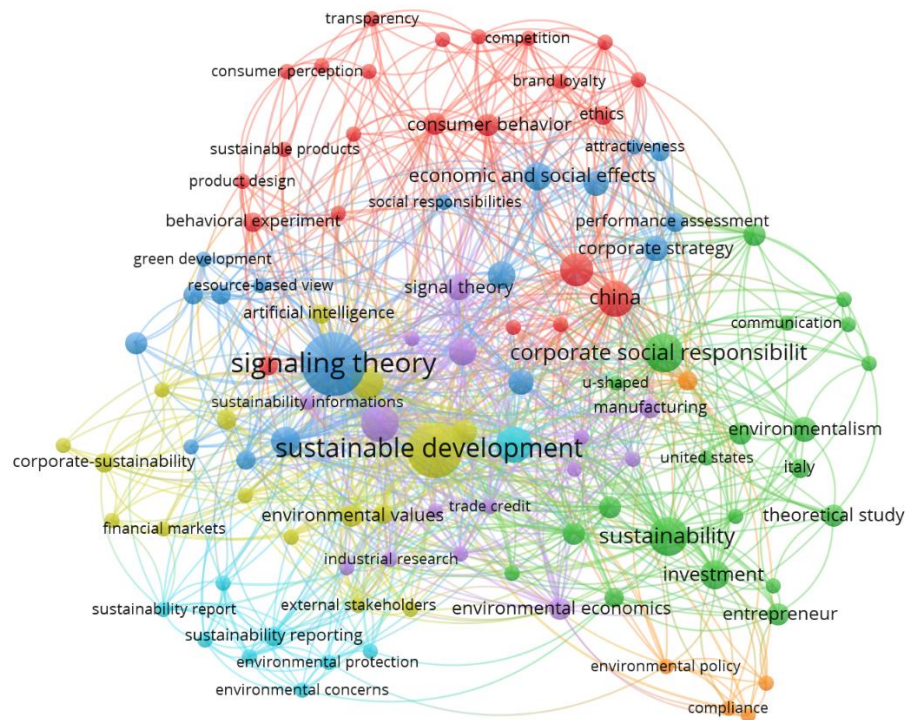 transparency
competition
consumer perception
brand loyalty
consumer behavior
ethics
sustainable products
attractiveness
product design
economic and social effects
social responsibilities
behavioral experiment
performance assessment
corporate strategy
green development
signal theory
resource-based view
china
artificial intelligence
communication
signaling theory
corporate social responsibilit
u-shaped
sustainability informations
manufacturing
environmentalism
sustainable development
united states
corporate-sustainability
italy
trade credit
environmental values
theoretical study
financial markets
sustainability
industrial research
investment
external stakeholders
environmental economics
entrepreneur
sustainability report
sustainability reporting
environmental protection
environmental policy
environmental concerns
compliance